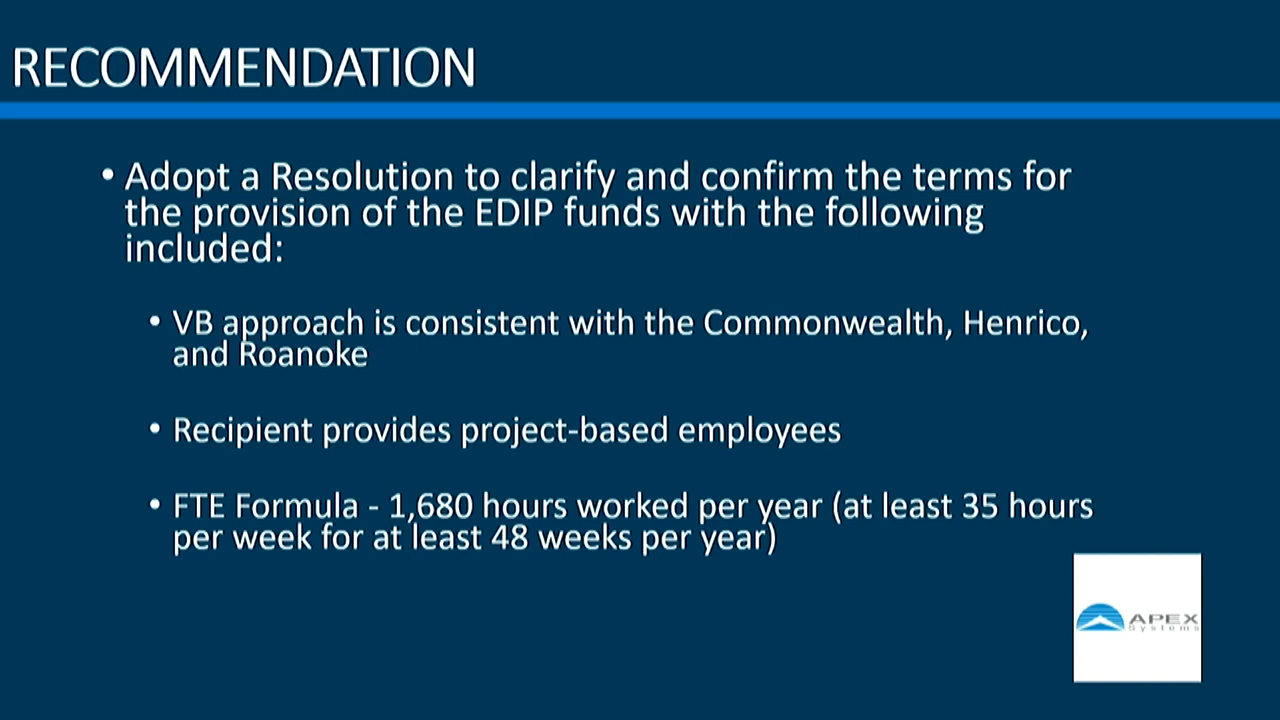 RECOMMENDATION
• Adopt a Resolution to clarify and confirm the terms for
the provision of the EDIP funds with the following
included:
• VB approach is consistent with the Commonwealth, Henrico,
and Roanoke
• Recipient provides project-based employees
• FTE Formula - 1,680 hours worked per year (at least 35 hours
per week for at least 48 weeks per year)
APEX
Systems